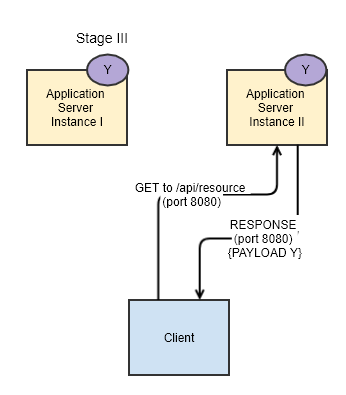 Stage III
Y
Y
Application
Server
Instance I
Application
Server
Instance II
GET to /api/resource
(port 8080)
RESPONSE
(port 8080)
{PAYLOAD Y}
Client